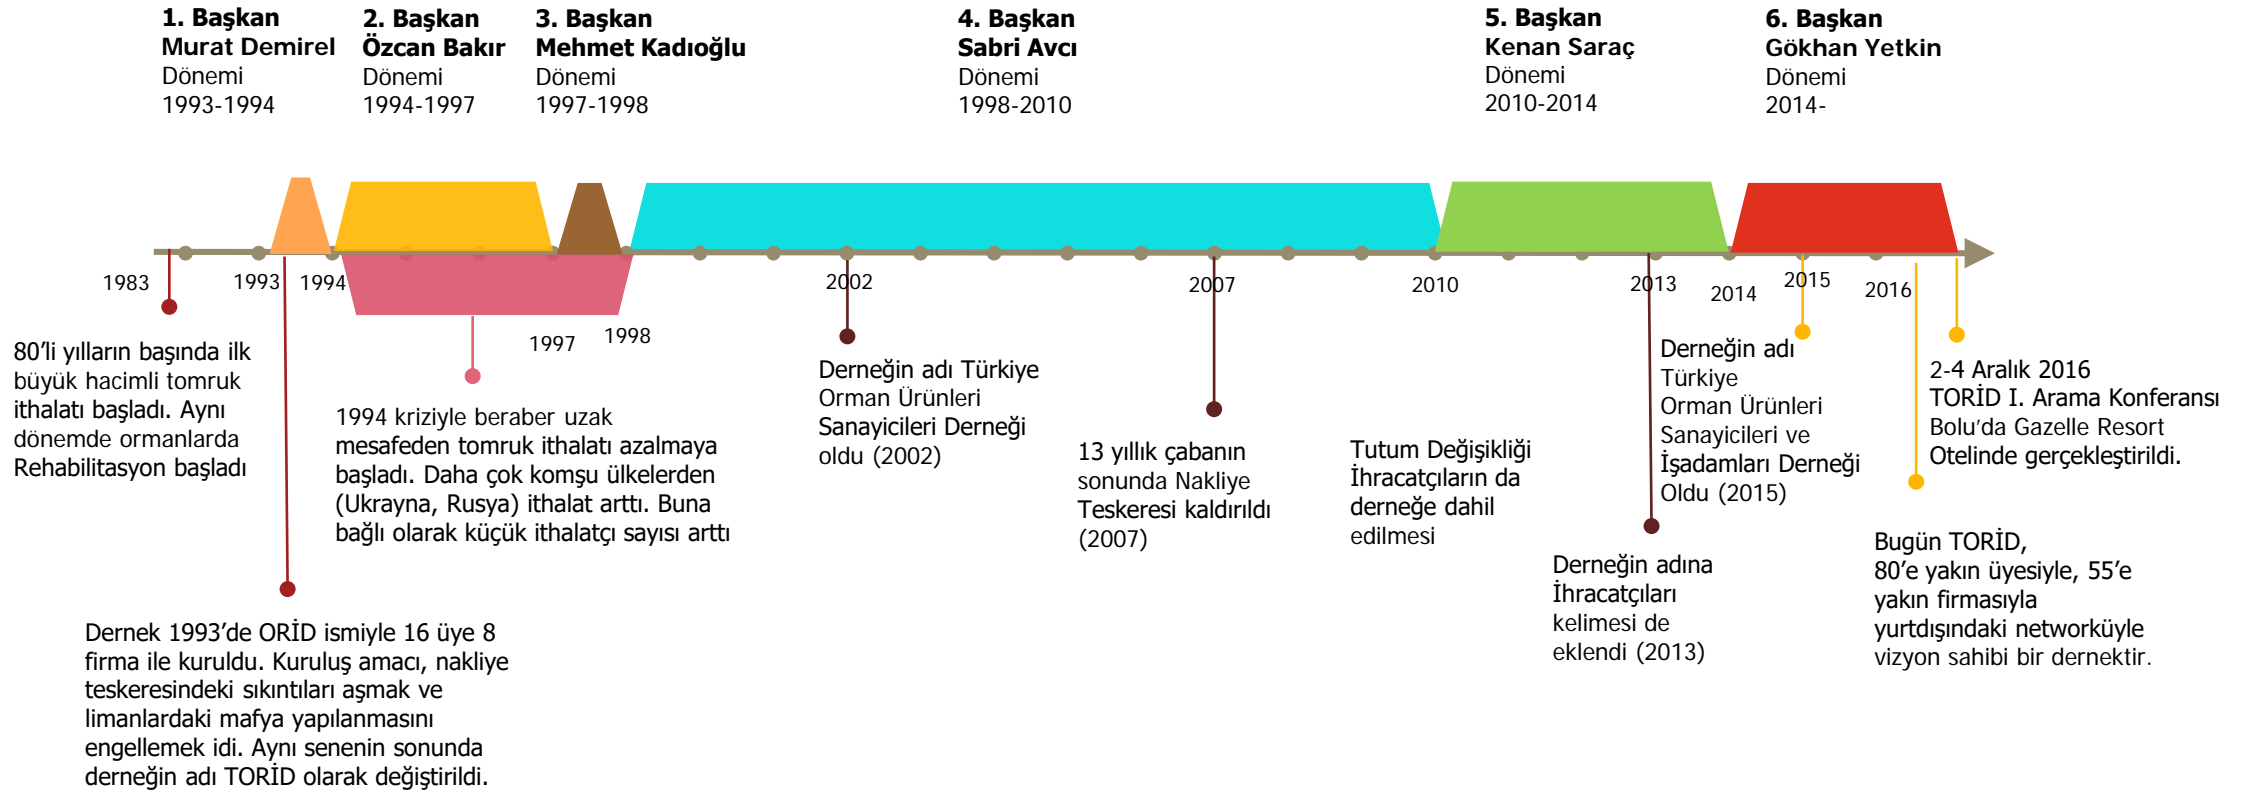 1. Başkan
Murat Demirel
Dönemi
1993-1994
2. Başkan
Özcan Bakır
Dönemi
1994-1997
3. Başkan
Mehmet Kadıoğlu
Dönemi
1997-1998
4. Başkan
Sabri Avcı
Dönemi
1998-2010
5. Başkan
Kenan Saraç
Dönemi
2010-2014
6. Başkan
Gökhan Yetkin
Dönemi
2014-
1983
1993
1994
1997
1998
2002
2007
2010
2013
2014
2015
2016
80’li yılların başında ilk
büyük hacimli tomruk
ithalatı başladı. Aynı
dönemde ormanlarda
Rehabilitasyon başladı
Dernek 1993’de ORİD ismiyle 16 üye 8
firma ile kuruldu. Kuruluş amacı, nakliye
teskeresindeki sıkıntıları aşmak ve
limanlardaki mafya yapılanmasını
engellemek idi. Aynı senenin sonunda
derneğin adı TORİD olarak değiştirildi.
1994 kriziyle beraber uzak
mesafeden tomruk ithalatı azalmaya
başladı. Daha çok komşu ülkelerden
(Ukrayna, Rusya) ithalat arttı. Buna
bağlı olarak küçük ithalatçı sayısı arttı
Derneğin adı Türkiye
Orman Ürünleri
Sanayicileri Derneği
oldu (2002)
13 yıllık çabanın
sonunda Nakliye
Teskeresi kaldırıldı
(2007)
Tutum Değişikliği
İhracatçıların da
derneğe dahil
edilmesi
Derneğin adına
İhracatçıları
kelimesi de
eklendi (2013)
Derneğin adı
Türkiye
Orman Ürünleri
Sanayicileri ve
İşadamları Derneği
Oldu (2015)
2-4 Aralık 2016
TORİD I. Arama Konferansı
Bolu’da Gazelle Resort
Otelinde gerçekleştirildi.
Bugün TORİD,
80’e yakın üyesiyle, 55’e
yakın firmasıyla
yurtdışındaki networküyle
vizyon sahibi bir dernektir.